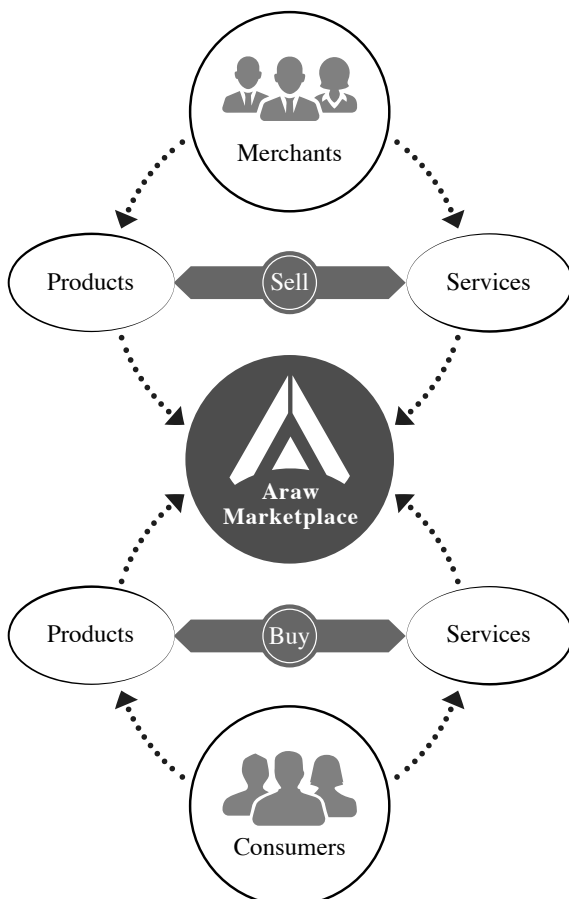 Merchants
Products
Sell
Services
Araw
Marketplace
Products
Buy
Services
Consumers